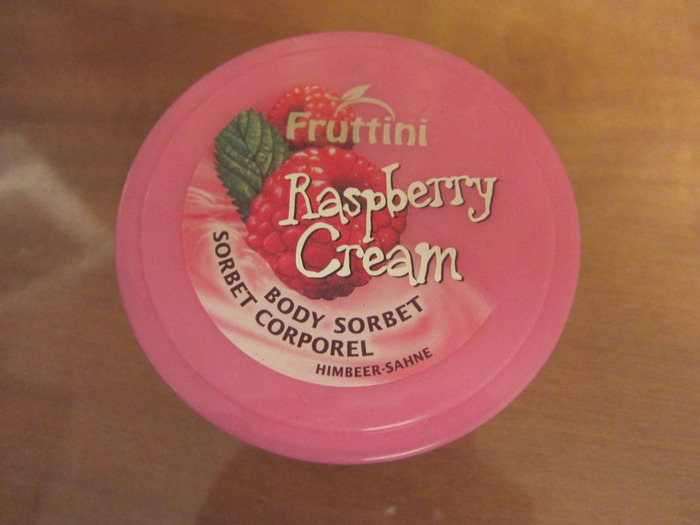 Fruttini
Raspberry
Cream
BODY SORBET
SORBET CORPOREL
HIMBEER-SAHNE